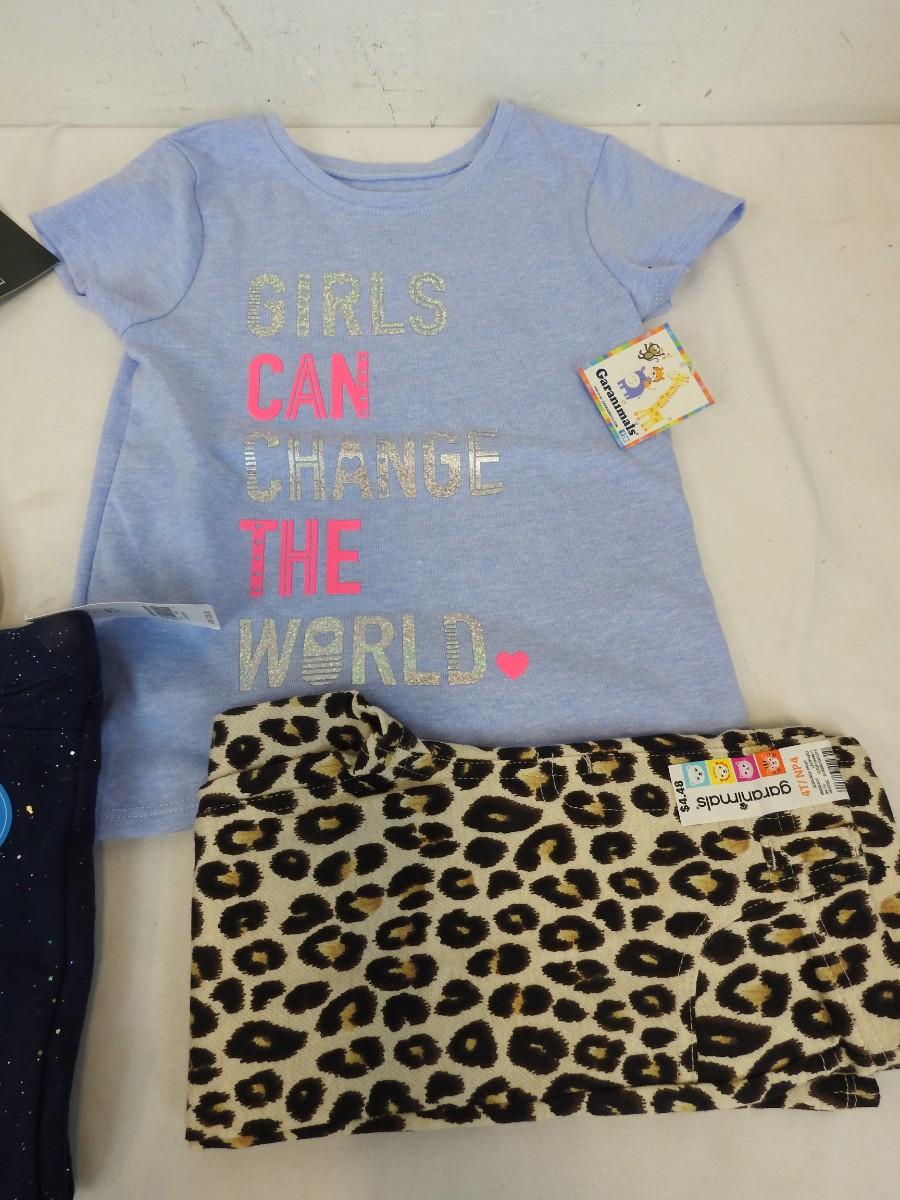 GIRLS
CAN
CHANGE
THE
WORLD.
Garanimals
$4.48
garanimals
4T/ NP4